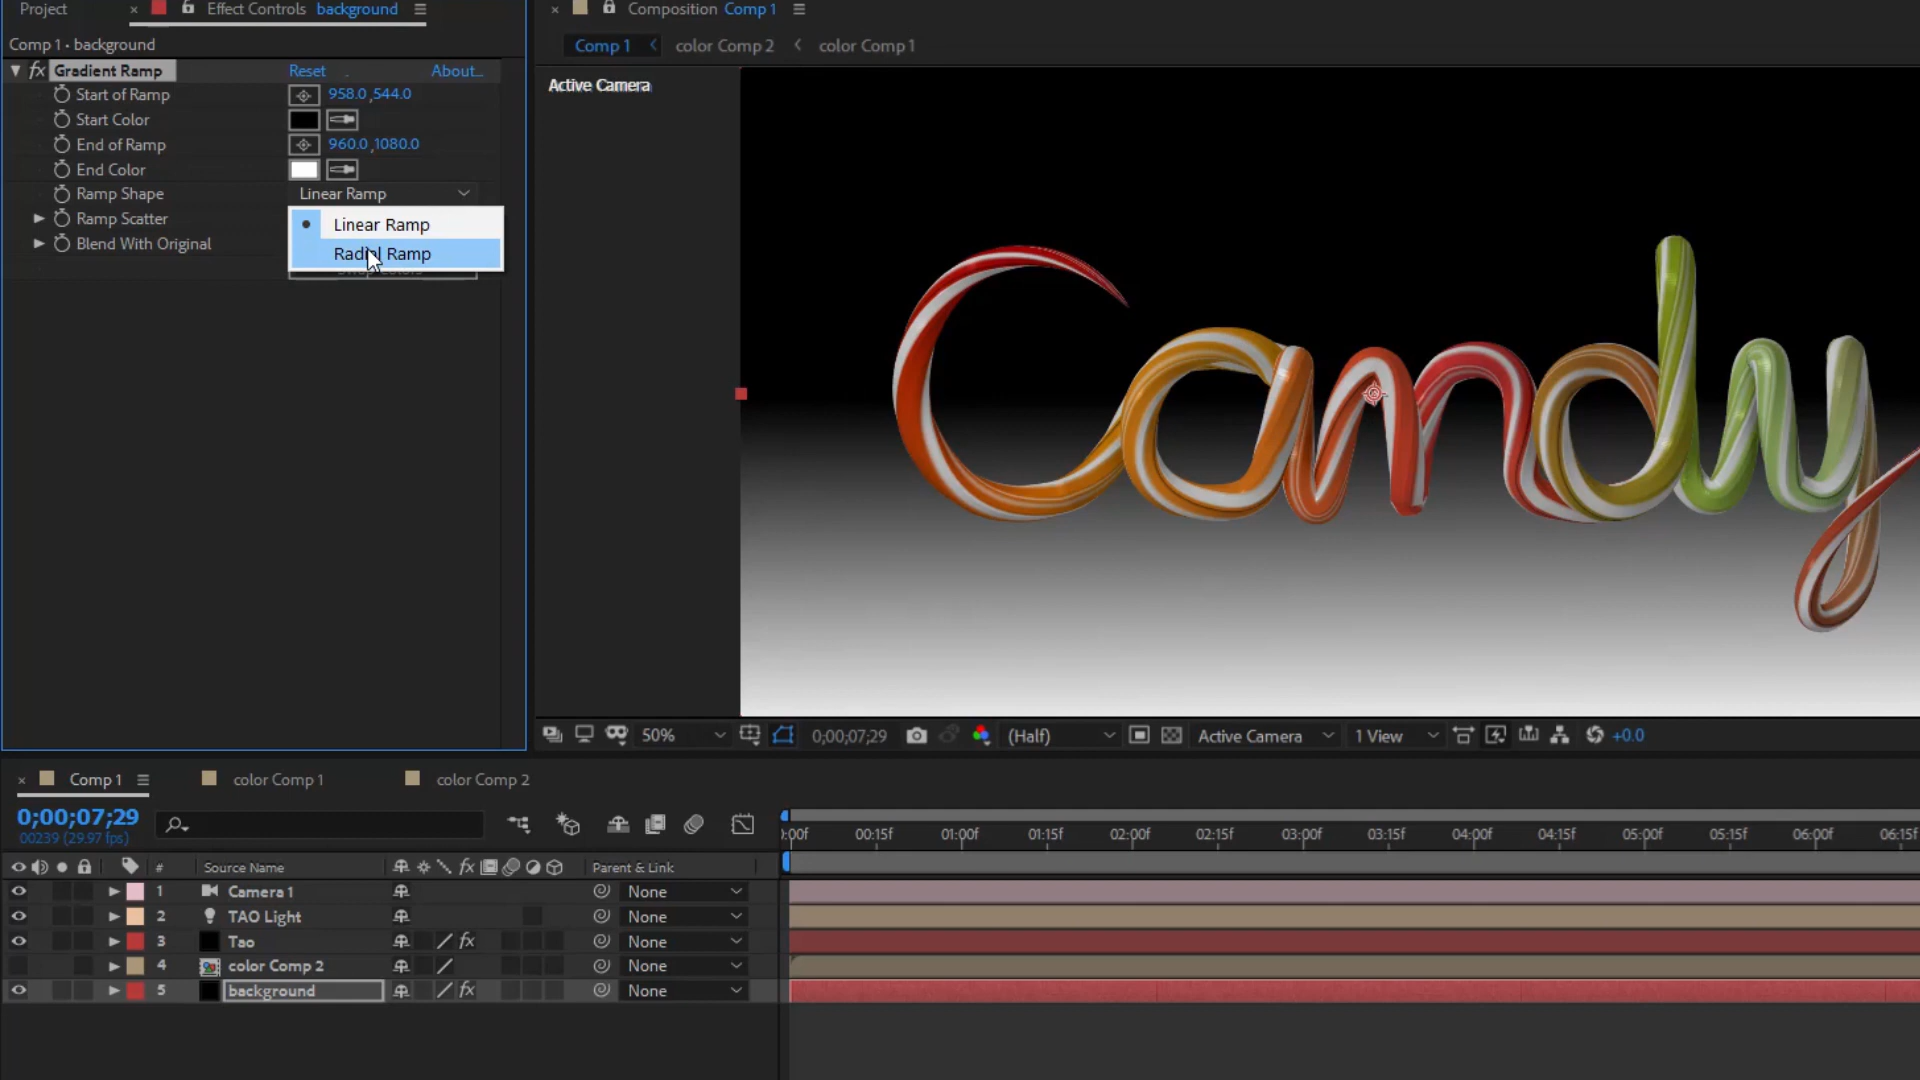 Project
× Effect Controls background
Comp 1 • background
fx Gradient Ramp Reset About...
Start of Ramp 958.0,544.0
Start Color
End of Ramp 960.0,1080.0
End Color
Ramp Shape Linear Ramp
Ramp Scatter
Blend With Original
Linear Ramp
Radial Ramp
Swap Colors
× Composition Comp 1
Comp 1 color Comp 2 color Comp 1
Active Camera
Candy
50% 0;00;07;29 (Half) Active Camera 1 View +0.0
× Comp 1 color Comp 1 color Comp 2
0;00;07;29
00239 (29.97 fps)
:00f 00:15f 01:00f 01:15f 02:00f 02:15f 03:00f 03:15f 04:00f 04:15f 05:00f 05:15f 06:00f 06:15f
# Source Name fx Parent & Link
1 Camera 1 None
2 TAO Light None
3 Tao fx None
4 color Comp 2 None
5 background fx None